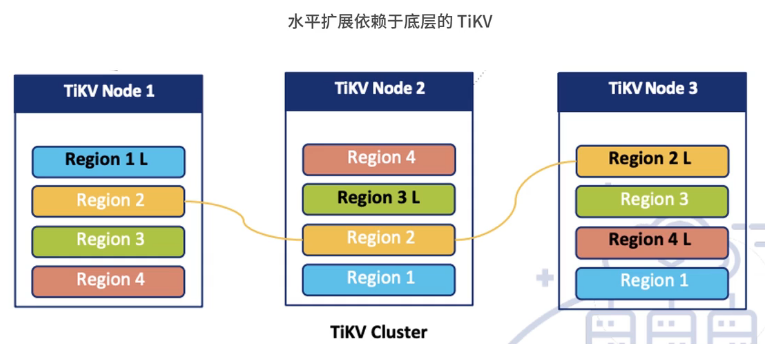 水平扩展依赖于底层的 TiKV
TiKV Node 1
Region 1 L
Region 2
Region 3
Region 4
TiKV Node 2
Region 4
Region 3 L
Region 2
Region 1
TiKV Node 3
Region 2 L
Region 3
Region 4 L
Region 1
TiKV Cluster